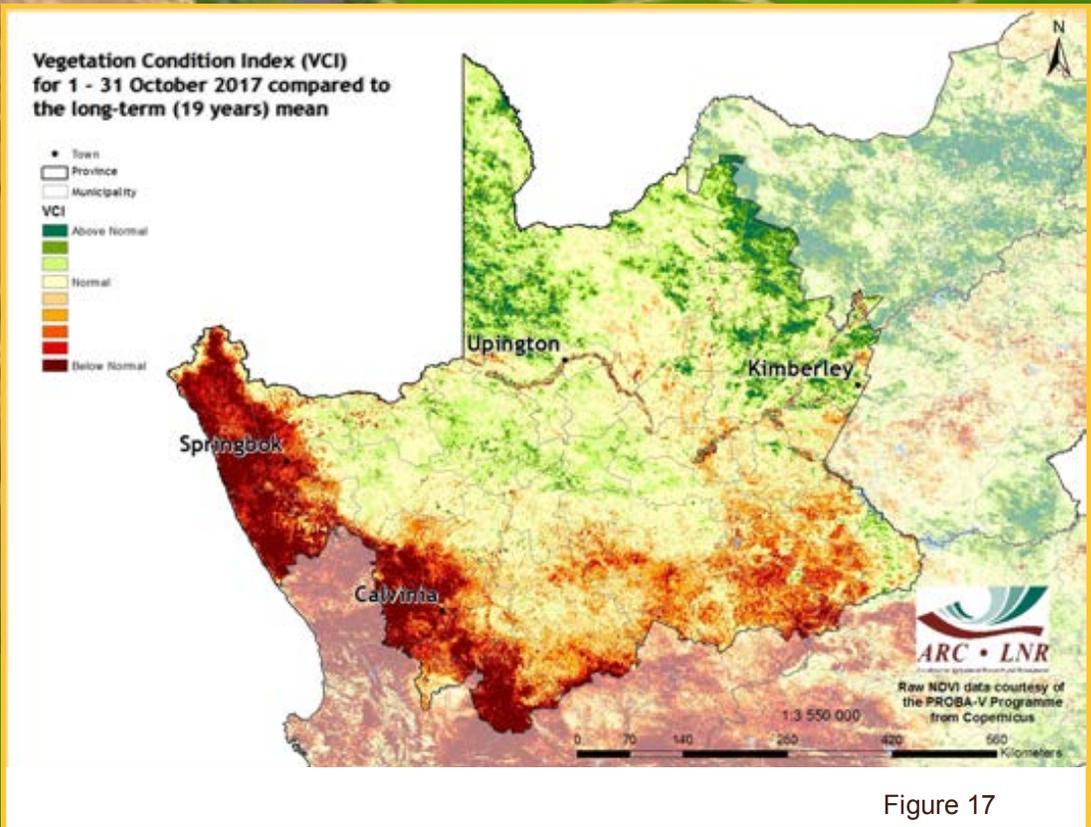 Vegetation Condition Index (VCI)
for 1 - 31 October 2017 compared to
the long-term (19 years) mean
N
Town
Province
Municipality
VCI
Above Normal
Normal
Below Normal
Upington
Kimberley
Springbok
Calvinia
ARC • LNR
Raw NDVI data courtesy of
the PROBA-V Programme
from Copernicus
1:3 550 000
0 70 140 280 420 560
Kilometers
Figure 17